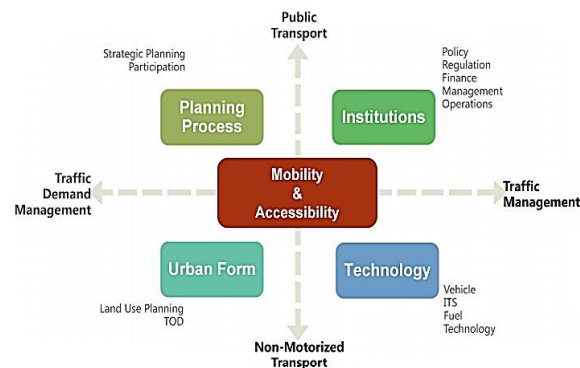 Public
Transport
Strategic Planning
Participation
Policy
Regulation
Finance
Management
Operations
Planning
Process
Institutions
Traffic
Demand
Management
Mobility
&
Accessibility
Traffic
Management
Urban Form
Technology
Land Use Planning
TOD
Vehicle
ITS
Fuel
Technology
Non-Motorized
Transport